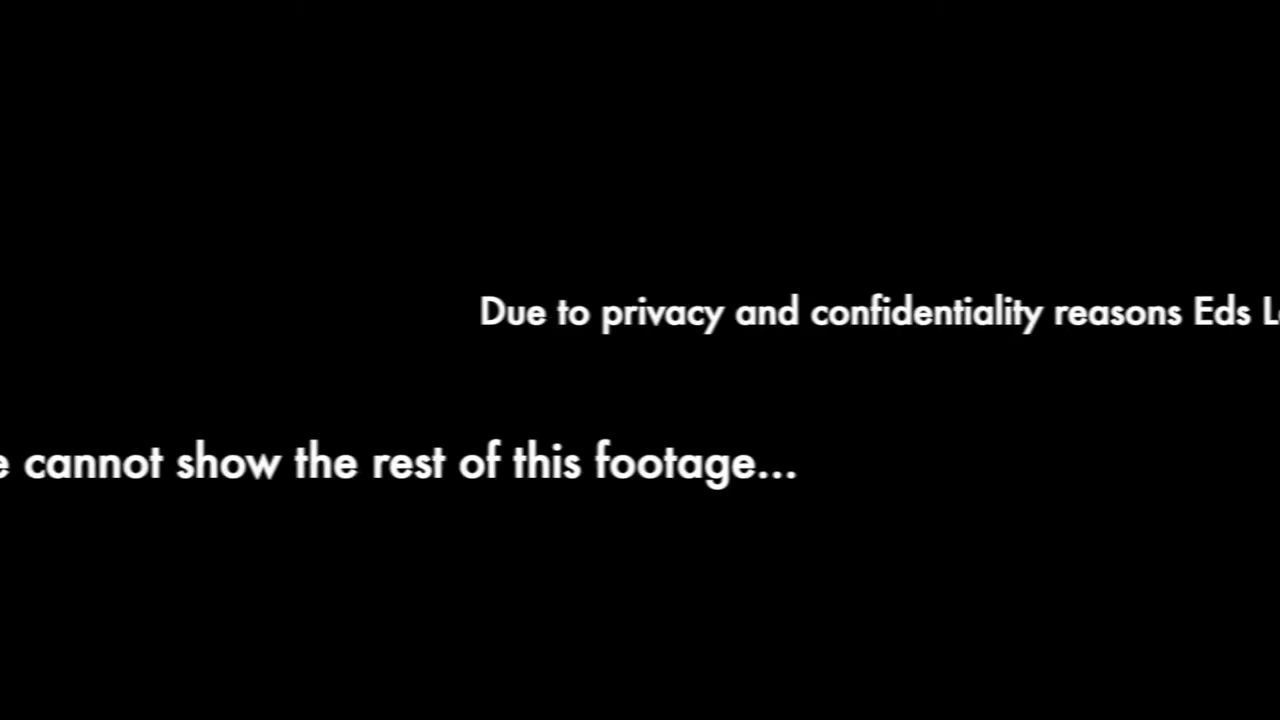 Due to privacy and confidentiality reasons Eds
cannot show the rest of this footage...